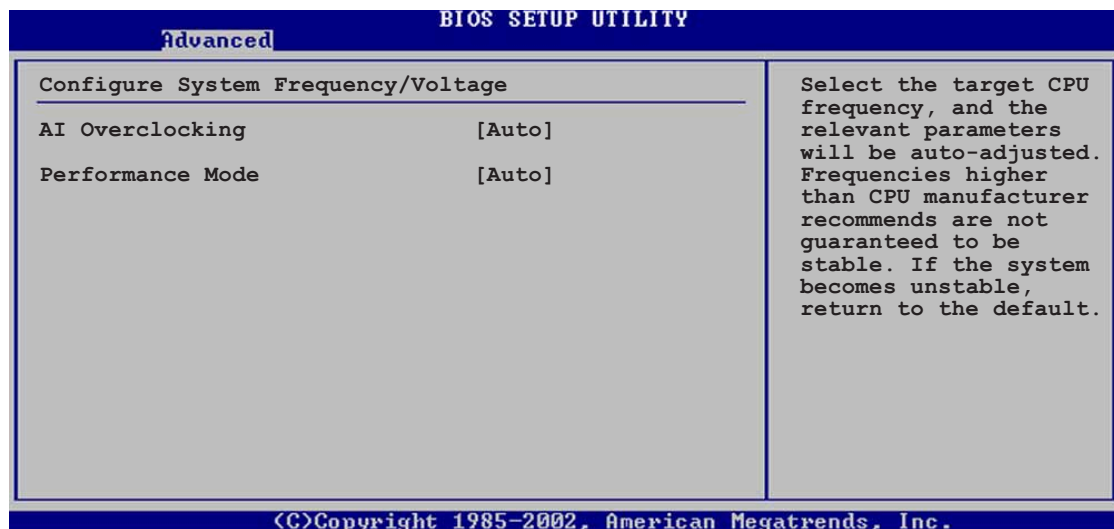 BIOS SETUP UTILITY
Advanced
Configure System Frequency/Voltage
AI Overclocking [Auto]
Performance Mode [Auto]
Select the target CPU
frequency, and the
relevant parameters
will be auto-adjusted.
Frequencies higher
than CPU manufacturer
recommends are not
guaranteed to be
stable. If the system
becomes unstable,
return to the default.
(C)Copyright 1985-2002, American Megatrends, Inc.